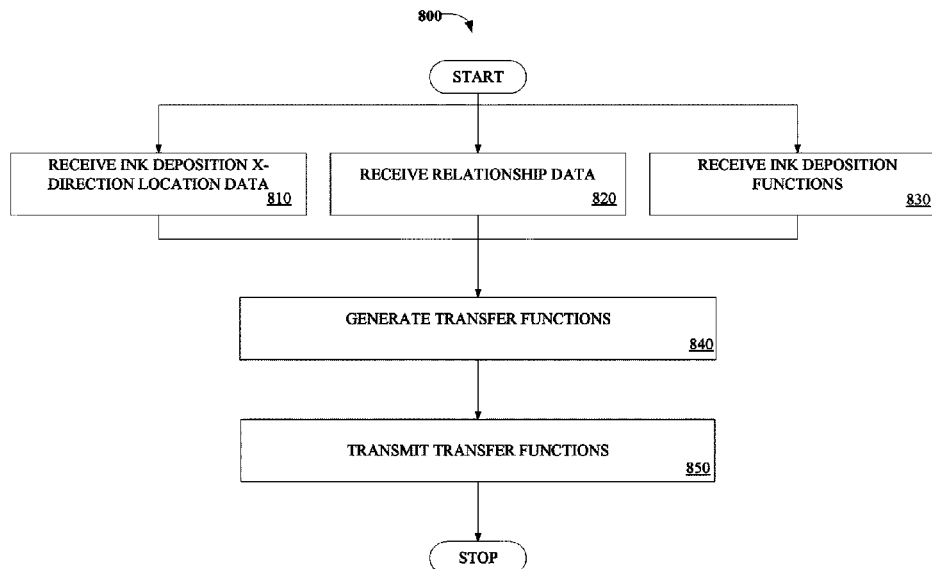 800
START
RECEIVE INK DEPOSITION X-
DIRECTION LOCATION DATA
810
RECEIVE RELATIONSHIP DATA
820
RECEIVE INK DEPOSITION
FUNCTIONS
830
GENERATE TRANSFER FUNCTIONS
840
TRANSMIT TRANSFER FUNCTIONS
850
STOP